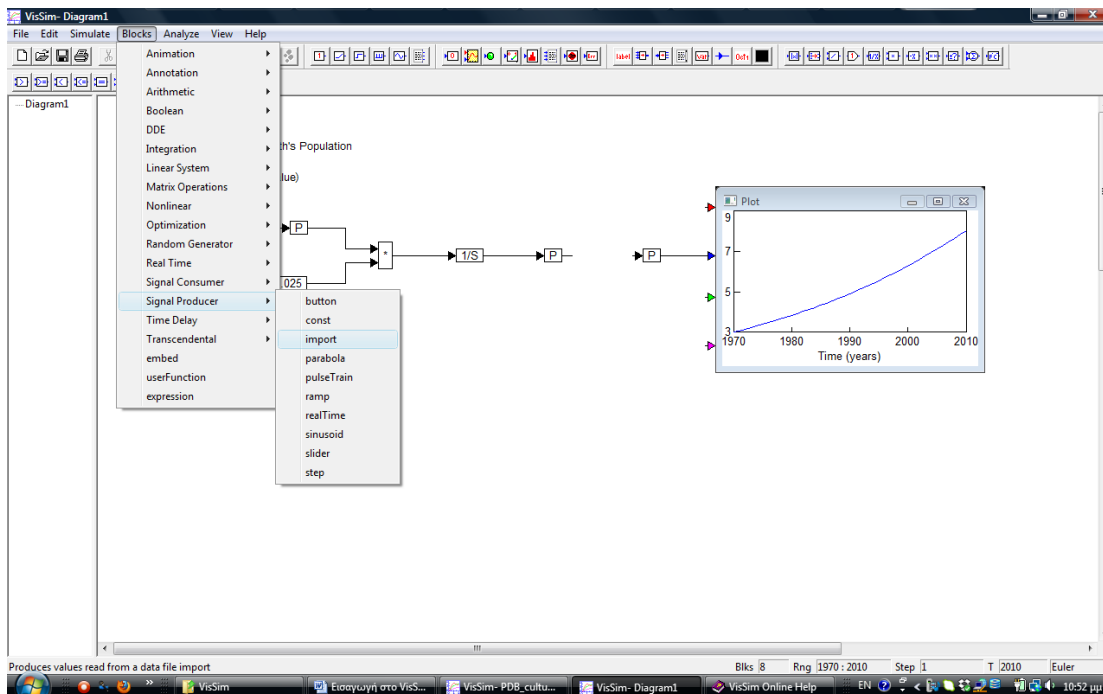 VisSim- Diagram1
File Edit Simulate Blocks Analyze View Help
label
var
Diagram1
Animation
Annotation
Arithmetic
Boolean
DDE
Integration
Linear System
Matrix Operations
Nonlinear
Optimization
Random Generator
Real Time
Signal Consumer
Signal Producer
Time Delay
Transcendental
embed
userFunction
expression
button
const
import
parabola
pulseTrain
ramp
realTime
sinusoid
slider
step
th's Population
lue)
P
*
1/S
P
P
025
Plot
9
7
5
3
1970 1980 1990 2000 2010
Time (years)
Produces values read from a data file import
Blks 8 Rng 1970 : 2010 Step 1 T 2010 Euler
VisSim
Εισαγωγή στο VisS...
VisSim- PDB_cultu...
VisSim- Diagram1
VisSim Online Help
EN
10:52 μμ